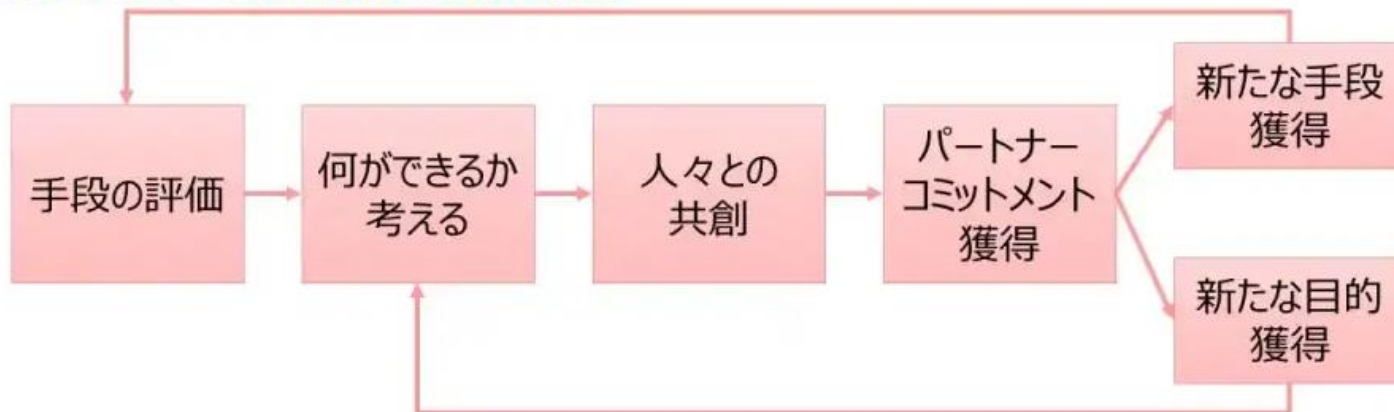 手段の評価
何ができるか
考える
人々との
共創
パートナー
コミットメント
獲得
新たな手段
獲得
新たな目的
獲得